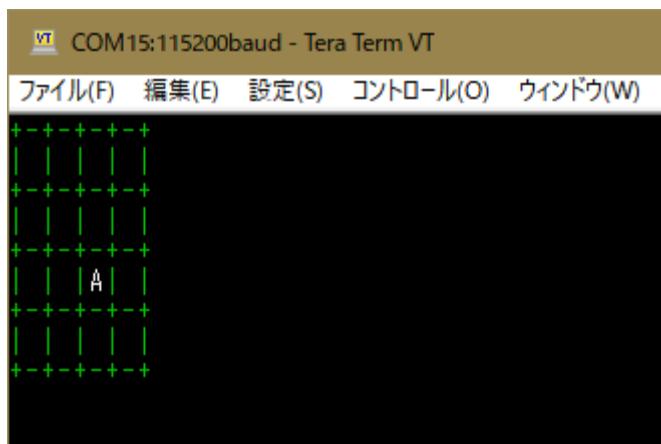 VT COM15:115200baud - Tera Term VT
ファイル(F) 編集(E) 設定(S) コントロール(O) ウィンドウ(W)
+-+-+-+-+
| | | | |
+-+-+-+-+
| | | | |
+-+-+-+-+
| | |A| |
+-+-+-+-+
| | | | |
+-+-+-+-+